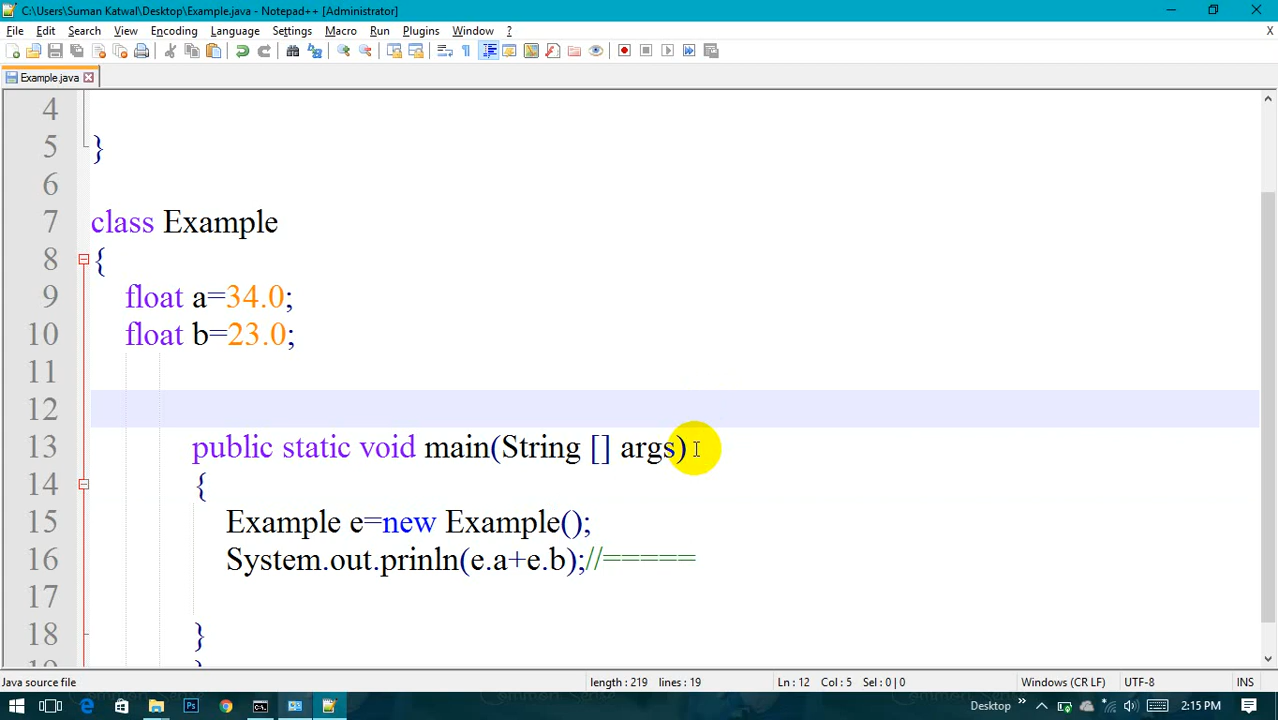 C:\Users\Suman Katwal\Desktop\Example.java - Notepad++ [Administrator]
File Edit Search View Encoding Language Settings Macro Run Plugins Window ? X
Example.java
4
5 }
6
7 class Example
8 {
9 float a=34.0;
10 float b=23.0;
11
12
13 public static void main(String [] args)
14 {
15 Example e=new Example();
16 System.out.prinln(e.a+e.b);//=====
17
18 }
19 }
Java source file length : 219 lines : 19 Ln : 12 Col : 5 Sel : 0 | 0 Windows (CR LF) UTF-8 INS
Desktop 2:15 PM